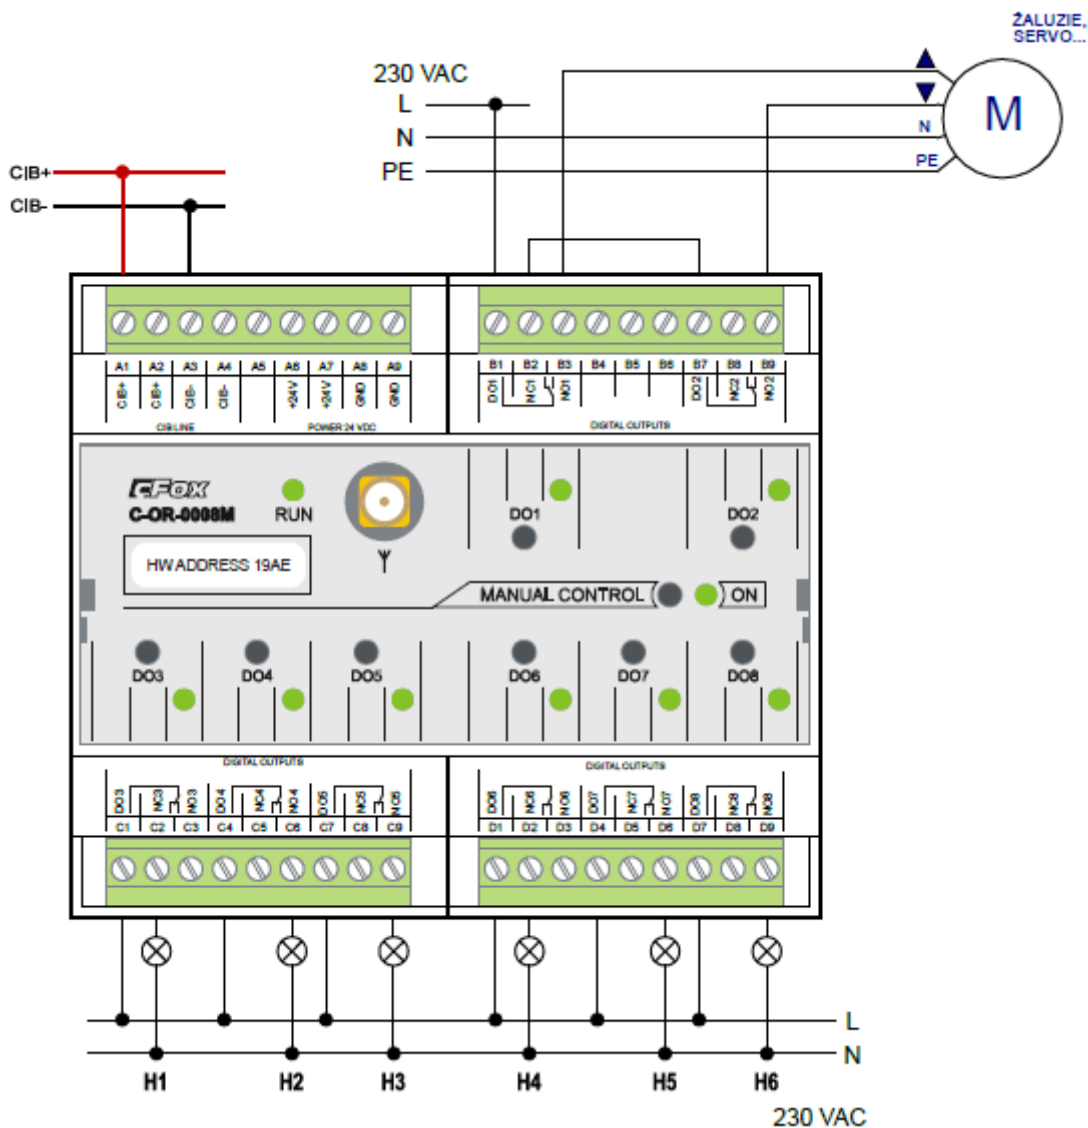 ŽALUZIE,
SERVO...
230 VAC
L
N
PE
M
N
PE
CIB+
CIB-
A1 A2 A3 A4 A5 A6 A7 A8 A9
CIB+ CIB+ CIB- CIB- +24V +24V GND GND
CIB LINE POWER 24 VDC
B1 B2 B3 B4 B5 B6 B7 B8 B9
DO1 NC1 NO1 DO2 NC2 NO2
DIGITAL OUTPUTS
CFox
C-OR-0008M
RUN
HW ADDRESS 19AE
DO1 DO2
MANUAL CONTROL ON
DO3 DO4 DO5 DO6 DO7 DO8
DIGITAL OUTPUTS
DO3 NC3 NO3 DO4 NC4 NO4 DO5 NC5 NO5
C1 C2 C3 C4 C5 C6 C7 C8 C9
DIGITAL OUTPUTS
DO6 NC6 NO6 DO7 NC7 NO7 DO8 NC8 NO8
D1 D2 D3 D4 D5 D6 D7 D8 D9
L
N
H1 H2 H3 H4 H5 H6
230 VAC